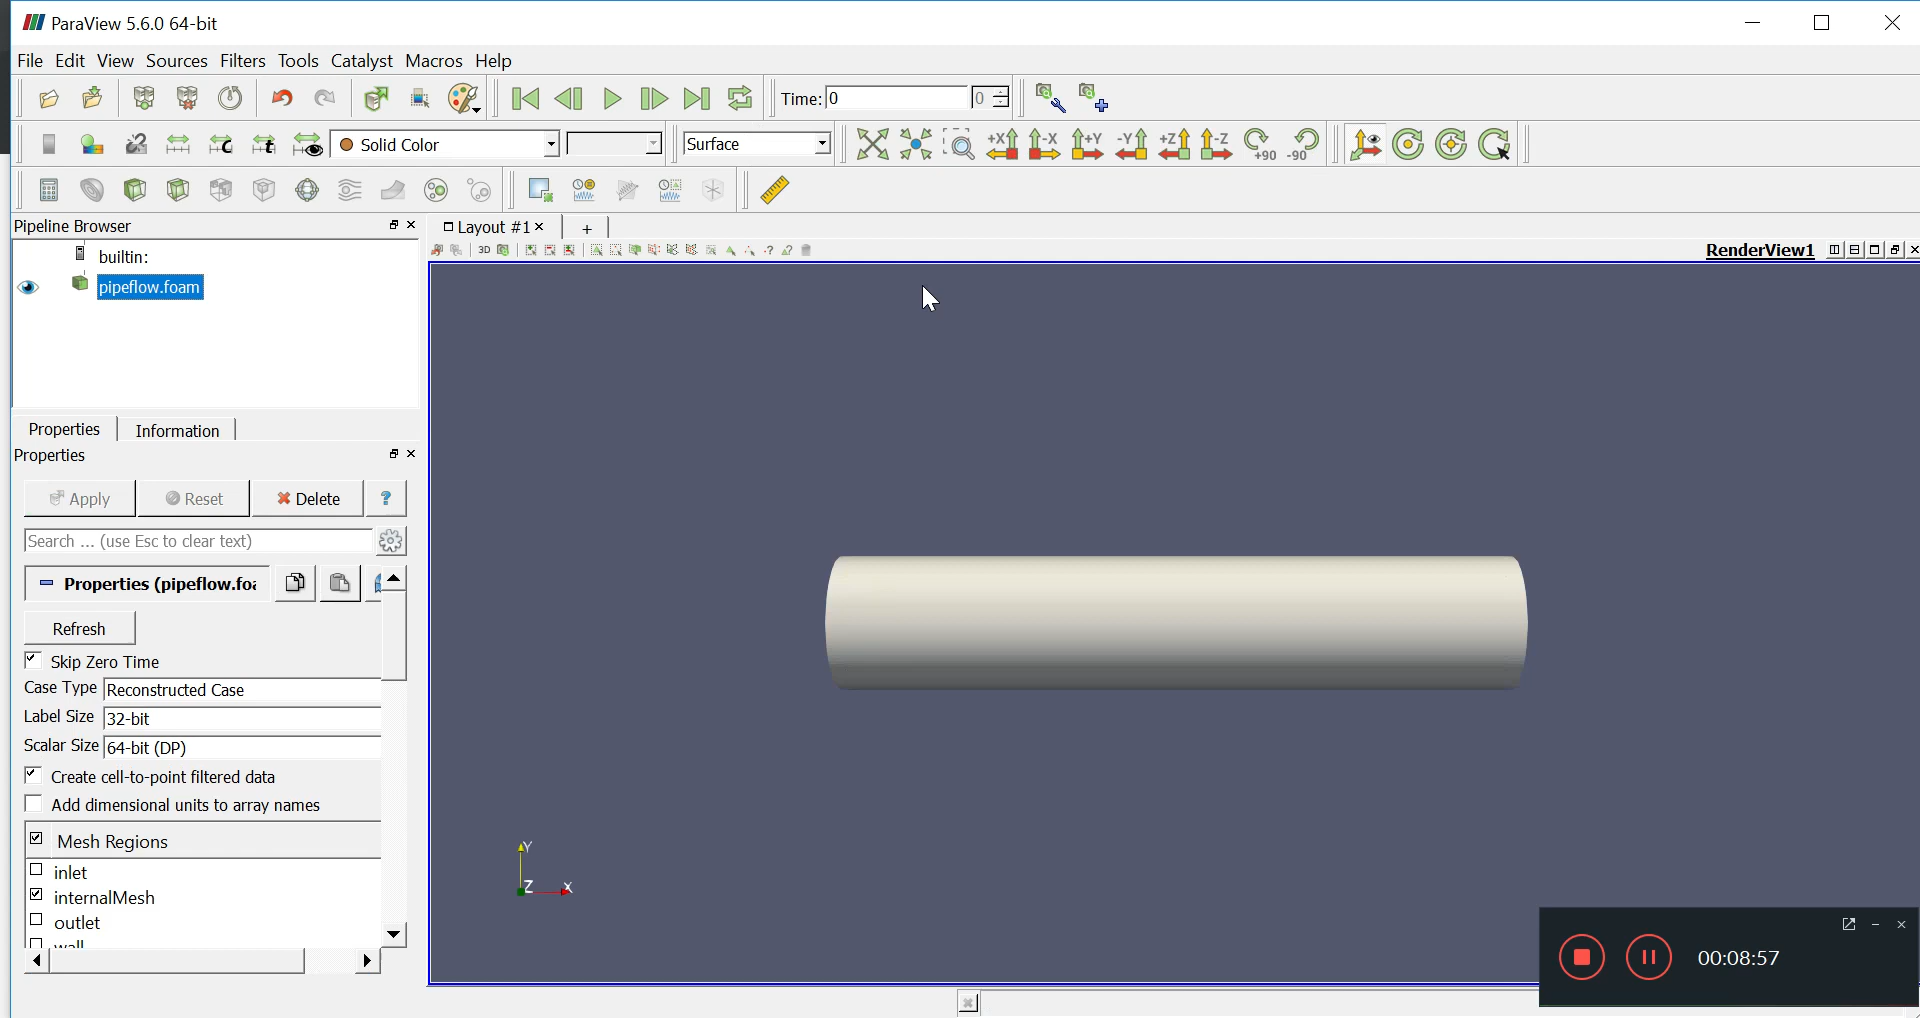 ParaView 5.6.0 64-bit
File Edit View Sources Filters Tools Catalyst Macros Help
Time: 0 0
Solid Color Surface +X -X +Y -Y +Z -Z +90 -90
Pipeline Browser
Layout #1 +
3D RenderView1
builtin:
pipeflow.foam
Properties Information
Properties
Apply Reset Delete ?
Search ... (use Esc to clear text)
Properties (pipeflow.foa
Refresh
Skip Zero Time
Case Type Reconstructed Case
Label Size 32-bit
Scalar Size 64-bit (DP)
Create cell-to-point filtered data
Add dimensional units to array names
Mesh Regions
inlet
internalMesh
outlet
wall
Y
Z X
00:08:57